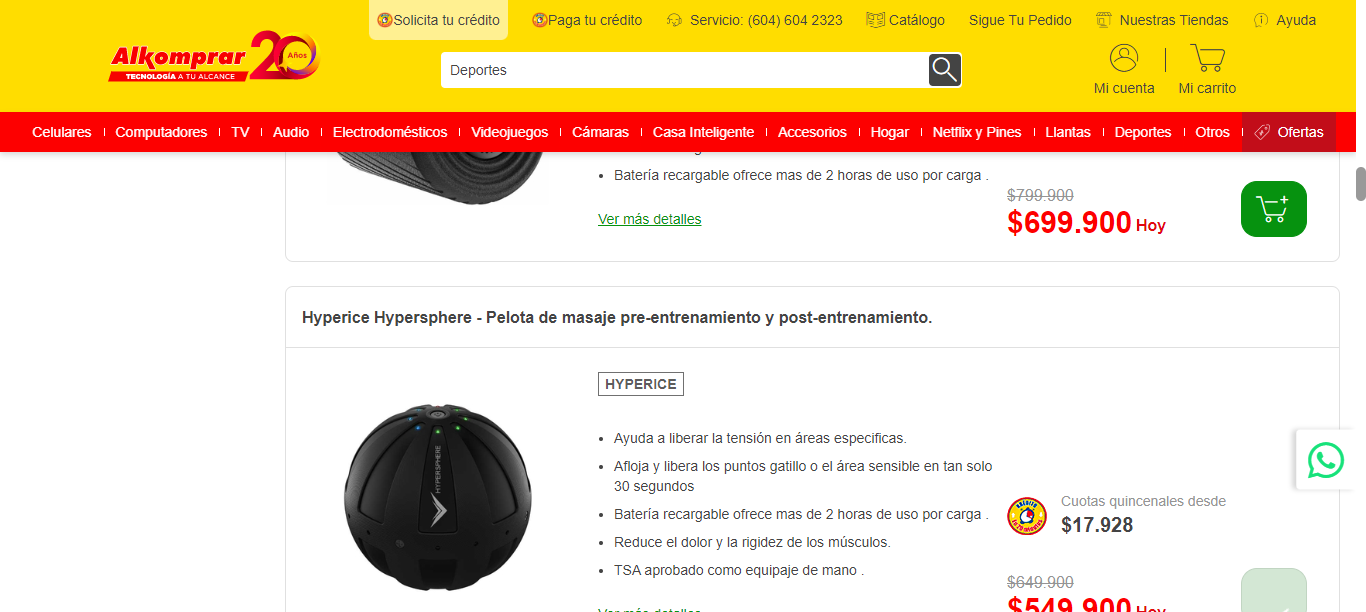 Solicita tu crédito
Paga tu crédito
Servicio: (604) 604 2323
Catálogo
Sigue Tu Pedido
Nuestras Tiendas
Ayuda
Alkomprar 20 Años
TECNOLOGÍA A TU ALCANCE
Deportes
Mi cuenta
Mi carrito
Celulares
Computadores
TV
Audio
Electrodomésticos
Videojuegos
Cámaras
Casa Inteligente
Accesorios
Hogar
Netflix y Pines
Llantas
Deportes
Otros
Ofertas
Batería recargable ofrece mas de 2 horas de uso por carga .
Ver más detalles
$799.900
$699.900 Hoy
Hyperice Hypersphere - Pelota de masaje pre-entrenamiento y post-entrenamiento.
HYPERICE
HYPERSPHERE
Ayuda a liberar la tensión en áreas especificas.
Afloja y libera los puntos gatillo o el área sensible en tan solo
30 segundos
Batería recargable ofrece mas de 2 horas de uso por carga .
Reduce el dolor y la rigidez de los músculos.
TSA aprobado como equipaje de mano .
Ver más detalles
Cuotas quincenales desde
$17.928
$649.900
$549.900 Hoy